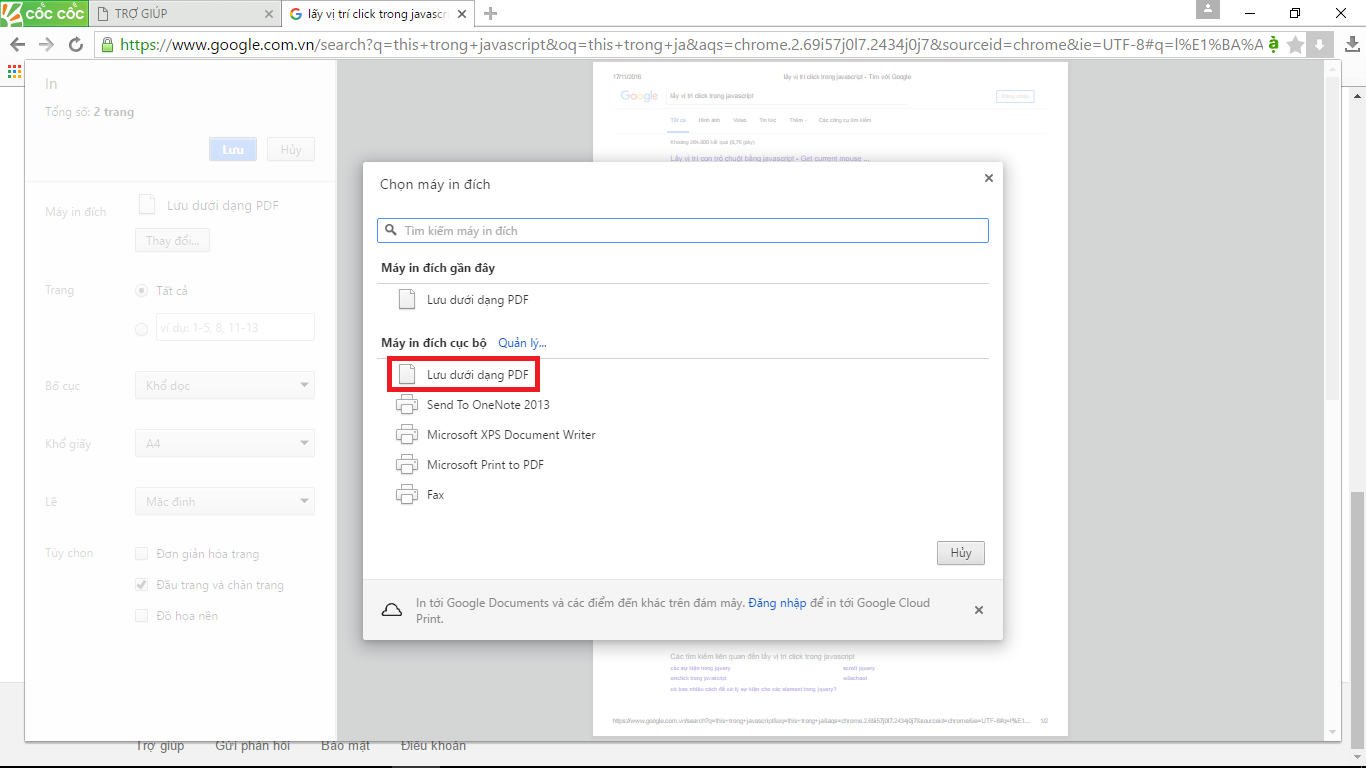 cốc cốc
TRỢ GIÚP
lấy vị trí click trong javascri
https://www.google.com.vn/search?q=this+trong+javascript&oq=this+trong+ja&aqs=chrome.2.69i57j0l7.2434j0j7&sourceid=chrome&ie=UTF-8#q=l%E1%BA%A
In
Tổng số: 2 trang
Lưu
Hủy
Máy in đích
Lưu dưới dạng PDF
Thay đổi...
Trang
Tất cả
ví dụ: 1-5, 8, 11-13
Bố cục
Khổ dọc
Khổ giấy
A4
Lề
Mặc định
Tùy chọn
Đơn giản hóa trang
Đầu trang và chân trang
Đồ họa nền
17/11/2016
lấy vị trí click trong javascript - Tìm với Google
Google
lấy vị trí click trong javascript
Đăng nhập
Tất cả
Hình ảnh
Video
Tin tức
Thêm
Các công cụ tìm kiếm
Lấy vị trí con trỏ chuột bằng javascript - Get current mouse ...
Chọn máy in đích
Tìm kiếm máy in đích
Máy in đích gần đây
Lưu dưới dạng PDF
Máy in đích cục bộ Quản lý...
Lưu dưới dạng PDF
Send To OneNote 2013
Microsoft XPS Document Writer
Microsoft Print to PDF
Fax
Hủy
In tới Google Documents và các điểm đến khác trên đám mây. Đăng nhập để in tới Google Cloud
Print.
Các tìm kiếm liên quan đến lấy vị trí click trong javascript
các sự kiện trong jquery
scroll jquery
onclick trong javascript
w3school
có bao nhiêu cách để xử lý sự kiện cho các element trong jquery?
https://www.google.com.vn/search?q=this+trong+javascript&oq=this+trong+ja&aqs=chrome.2.69i57j0l7.2434j0j7&sourceid=chrome&ie=UTF-8#q=l%E1...
1/2
Trợ giúp
Gửi phản hồi
Bảo mật
Điều khoản